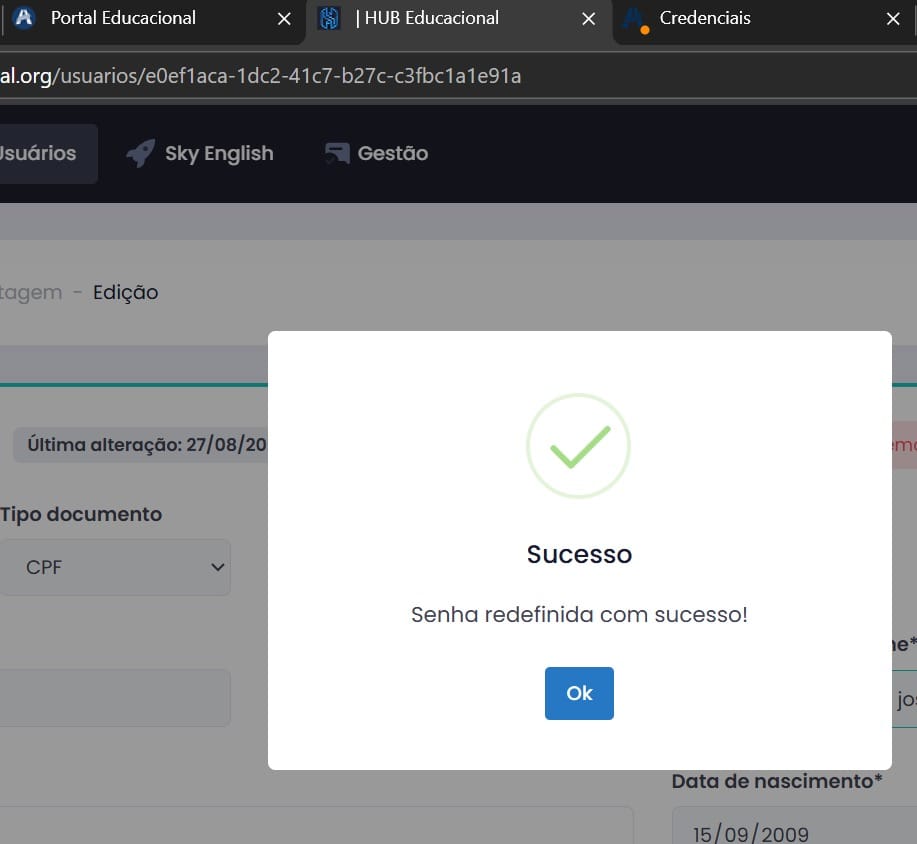 Portal Educacional
| HUB Educacional
Credenciais
al.org/usuarios/e0ef1aca-1dc2-41c7-b27c-c3fbc1a1e91a
Usuários
Sky English
Gestão
tagem - Edição
Última alteração: 27/08/20
Tipo documento
CPF
Sucesso
Senha redefinida com sucesso!
Ok
jos
Data de nascimento*
15/09/2009